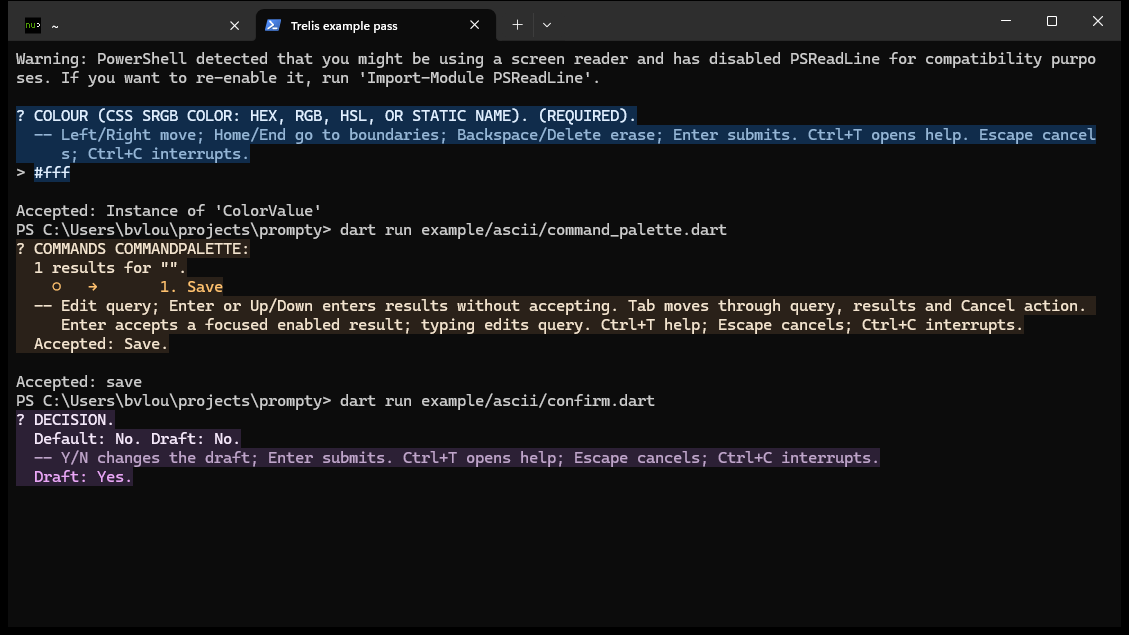 nu> ~
Trelis example pass
Warning: PowerShell detected that you might be using a screen reader and has disabled PSReadLine for compatibility purpo
ses. If you want to re-enable it, run 'Import-Module PSReadLine'.
? COLOUR (CSS SRGB COLOR: HEX, RGB, HSL, OR STATIC NAME). (REQUIRED).
-- Left/Right move; Home/End go to boundaries; Backspace/Delete erase; Enter submits. Ctrl+T opens help. Escape cancel
s; Ctrl+C interrupts.
> #fff
Accepted: Instance of 'ColorValue'
PS C:\Users\bvlou\projects\prompty> dart run example/ascii/command_palette.dart
? COMMANDS COMMANDPALETTE:
1 results for "".
○ → 1. Save
-- Edit query; Enter or Up/Down enters results without accepting. Tab moves through query, results and Cancel action.
Enter accepts a focused enabled result; typing edits query. Ctrl+T help; Escape cancels; Ctrl+C interrupts.
Accepted: Save.
Accepted: save
PS C:\Users\bvlou\projects\prompty> dart run example/ascii/confirm.dart
? DECISION.
Default: No. Draft: No.
-- Y/N changes the draft; Enter submits. Ctrl+T opens help; Escape cancels; Ctrl+C interrupts.
Draft: Yes.